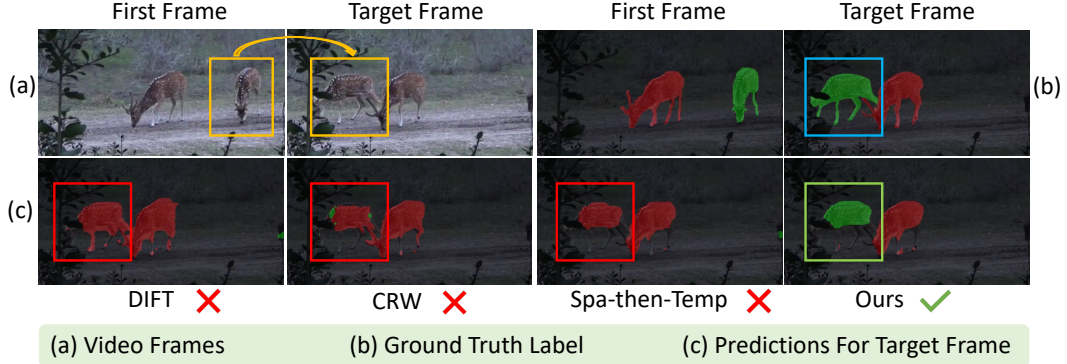 First Frame Target Frame First Frame Target Frame
(a)
(b)
(c)
DIFT CRW Spa-then-Temp Ours
(a) Video Frames (b) Ground Truth Label (c) Predictions For Target Frame